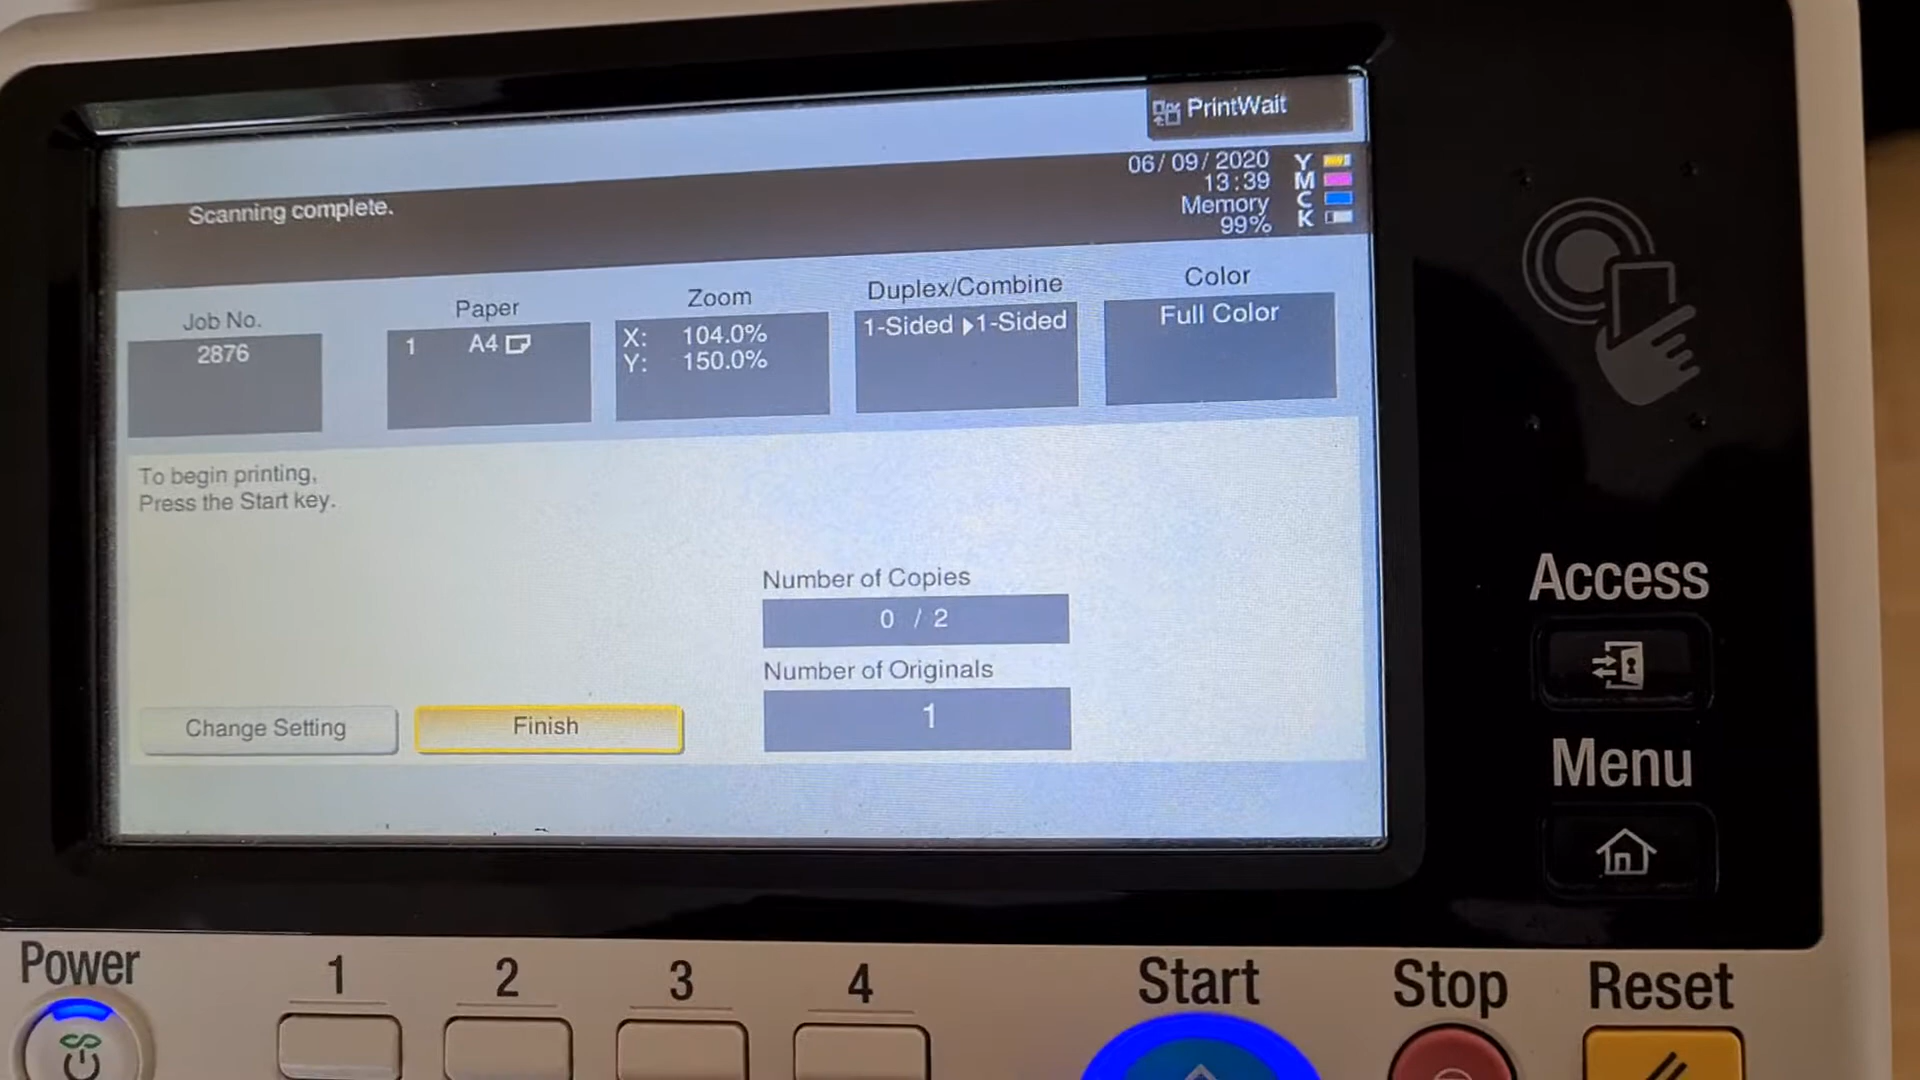 PrintWait
06/09/2020
13:39
Memory
99%
Y
M
C
K
Scanning complete.
Job No.
2876
Paper
1 A4
Zoom
X: 104.0%
Y: 150.0%
Duplex/Combine
1-Sided ▶1-Sided
Color
Full Color
To begin printing,
Press the Start key.
Number of Copies
0 / 2
Number of Originals
1
Change Setting
Finish
Access
Menu
Power
1
2
3
4
Start
Stop
Reset